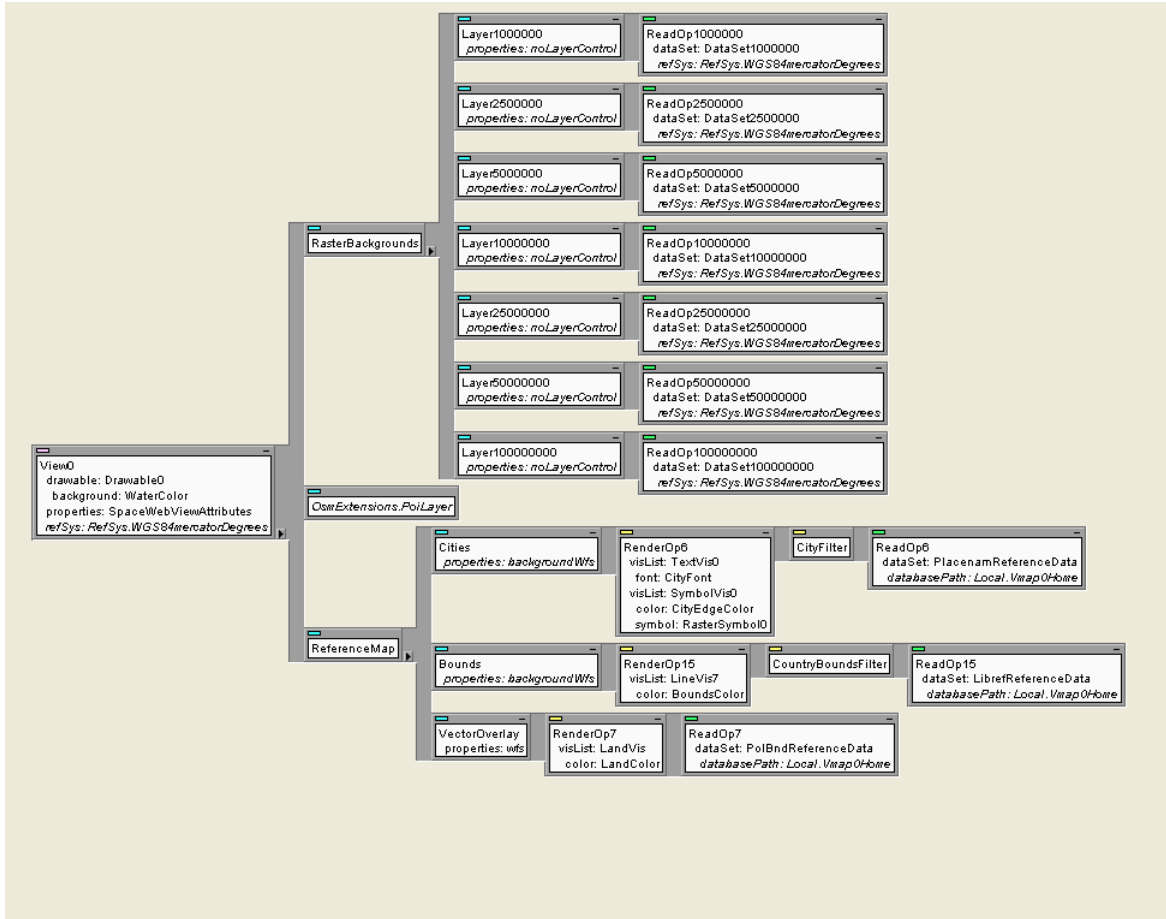 Layer1000000
properties: noLayerControl
ReadOp1000000
dataSet: DataSet1000000
refSys: RefSys.WGS84mercatorDegrees
Layer2500000
properties: noLayerControl
ReadOp2500000
dataSet: DataSet2500000
refSys: RefSys.WGS84mercatorDegrees
Layer5000000
properties: noLayerControl
ReadOp5000000
dataSet: DataSet5000000
refSys: RefSys.WGS84mercatorDegrees
RasterBackgrounds
Layer10000000
properties: noLayerControl
ReadOp10000000
dataSet: DataSet10000000
refSys: RefSys.WGS84mercatorDegrees
Layer25000000
properties: noLayerControl
ReadOp25000000
dataSet: DataSet25000000
refSys: RefSys.WGS84mercatorDegrees
Layer50000000
properties: noLayerControl
ReadOp50000000
dataSet: DataSet50000000
refSys: RefSys.WGS84mercatorDegrees
Layer100000000
properties: noLayerControl
ReadOp100000000
dataSet: DataSet100000000
refSys: RefSys.WGS84mercatorDegrees
View0
drawable: Drawable0
background: WaterColor
properties: SpaceWebViewAttributes
refSys: RefSys.WGS84mercatorDegrees
OsmExtensions.PoiLayer
ReferenceMap
Cities
properties: backgroundWfs
RenderOp6
visList: TextVis0
font: CityFont
visList: SymbolVis0
color: CityEdgeColor
symbol: RasterSymbol0
CityFilter
ReadOp6
dataSet: PlacenamReferenceData
databasePath: Local.Vmap0Home
Bounds
properties: backgroundWfs
RenderOp15
visList: LineVis7
color: BoundsColor
CountryBoundsFilter
ReadOp15
dataSet: LibrefReferenceData
databasePath: Local.Vmap0Home
VectorOverlay
properties: wfs
RenderOp7
visList: LandVis
color: LandColor
ReadOp7
dataSet: PolBndReferenceData
databasePath: Local.Vmap0Home